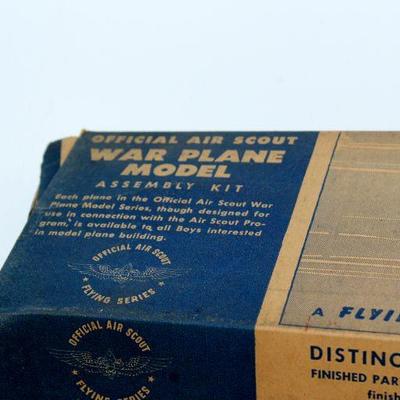 OFFICIAL AIR SCOUT
WAR PLANE
MODEL
ASSEMBLY KIT
Each plane in the Official Air Scout War
Plane Model Series, though designed for
use in connection with the Air Scout Pro-
gram, is available to all Boys interested
in model plane building.
OFFICIAL AIR SCOUT
FLYING SERIES
A FLYI
OFFICIAL AIR SCOUT
FLYING SERIES
DISTINC
FINISHED PAR
finish